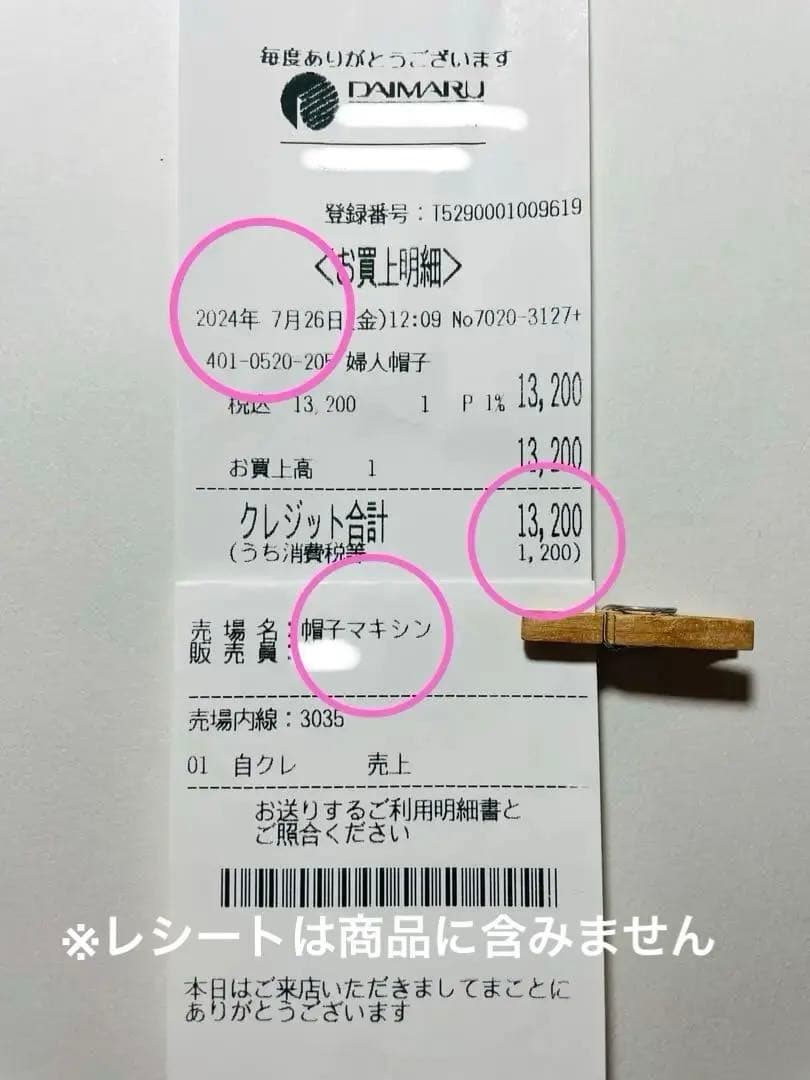 毎度ありがとうございます
DAIMARU
登録番号：T5290001009619
<お買上明細>
2024年 7月26日(金)12:09 No7020-3127+
401-0520-205 婦人帽子
税込 13,200 1 P 1% 13,200
お買上高 1 13,200
クレジット合計 13,200
(うち消費税等 1,200)
売場名：帽子マキシン
販売員：
売場内線：3035
01 自クレ 売上
お送りするご利用明細書と
ご照合ください
※レシートは商品に含みません
本日はご来店いただきましてまことに
ありがとうございます